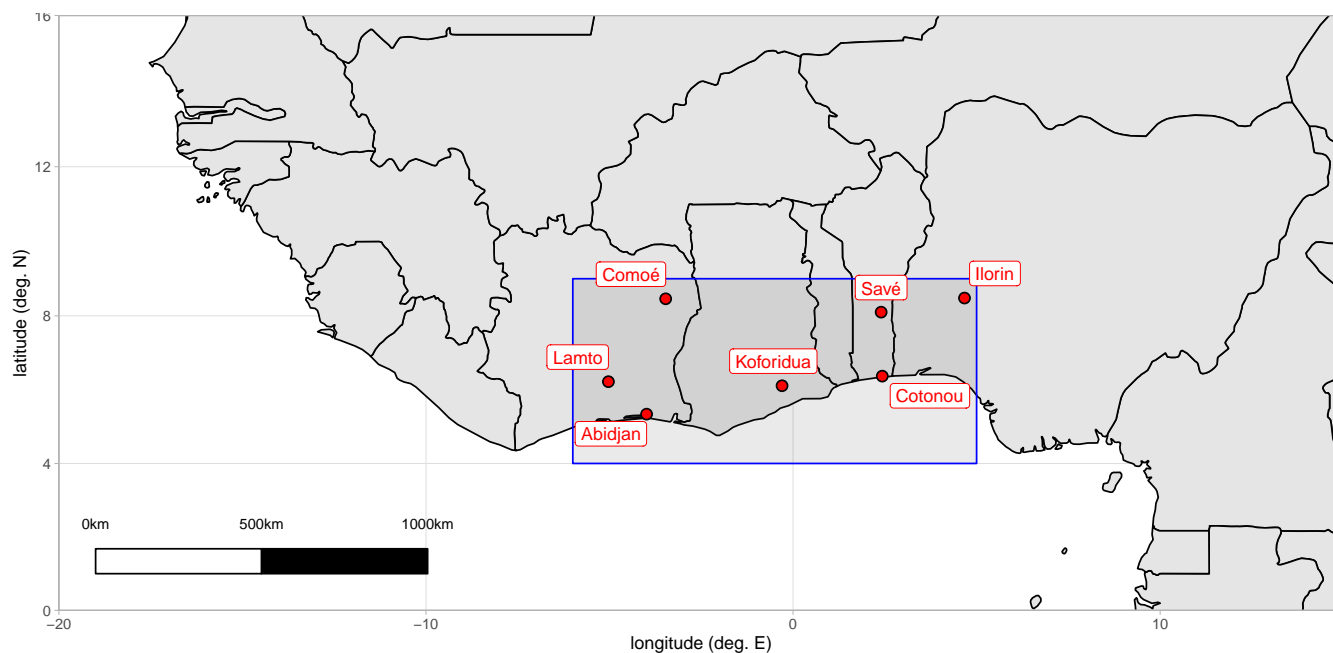 16
12
8
4
0
latitude (deg. N)
Comoé
Ilorin
Savé
Lamto
Koforidua
Cotonou
Abidjan
0km 500km 1000km
−20 −10 0 10
longitude (deg. E)